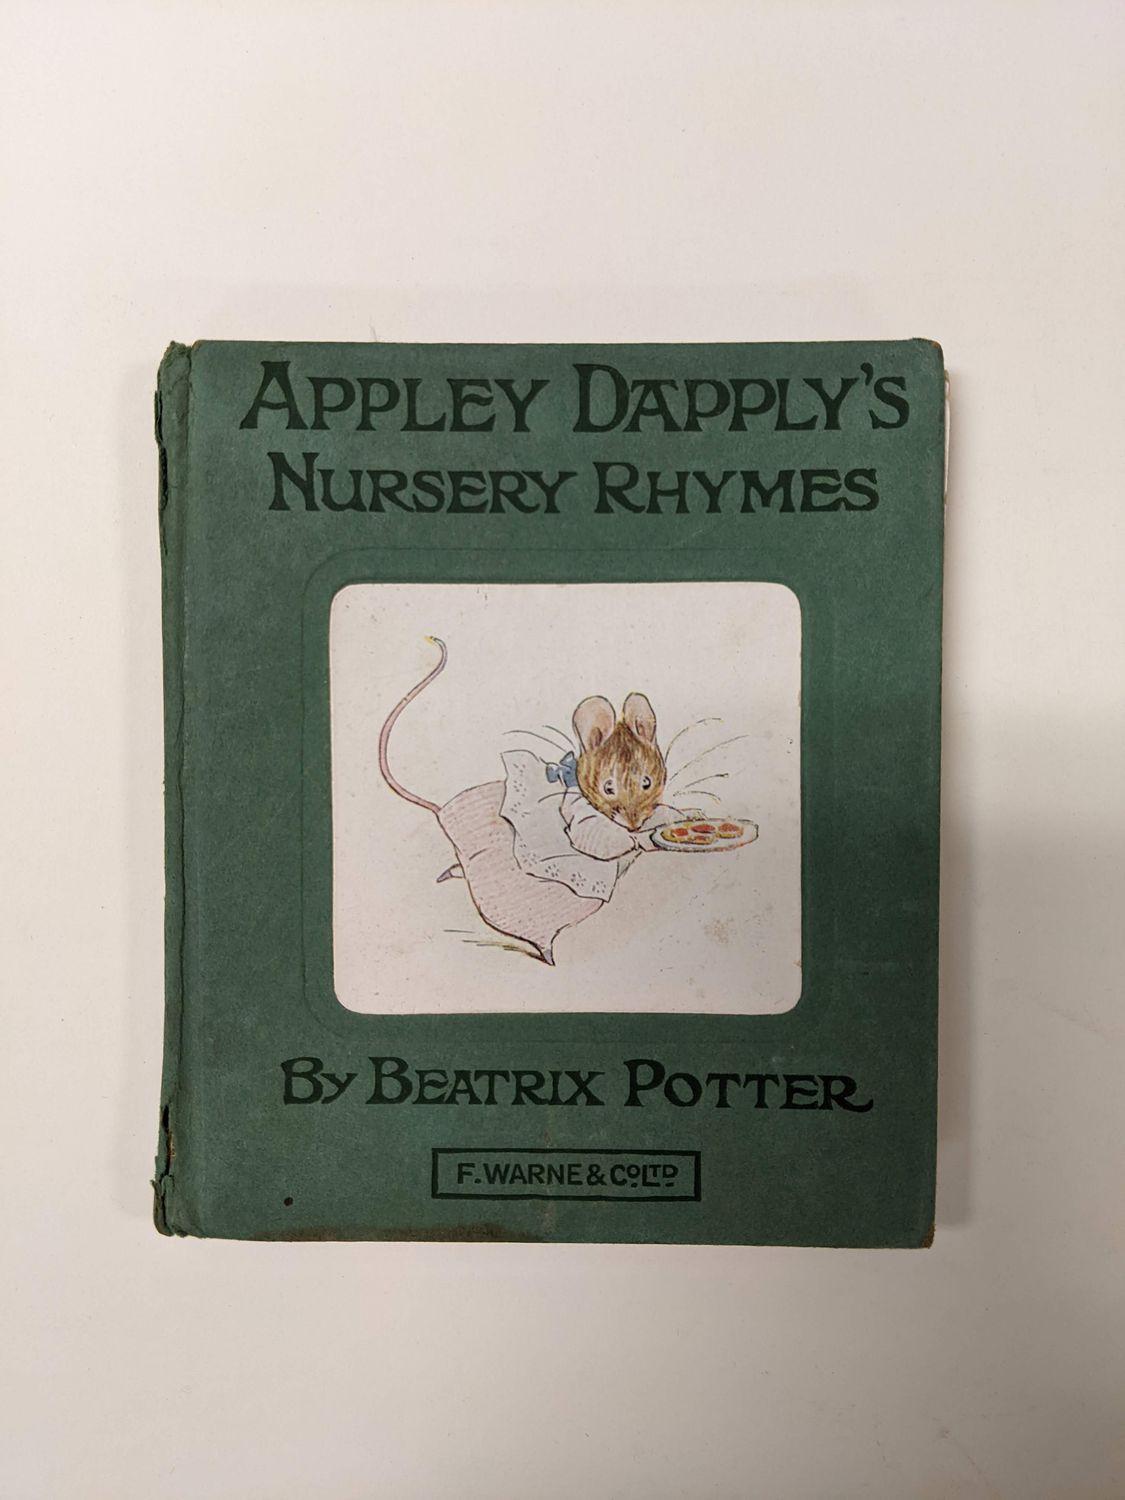 APPLEY DAPPLY'S
NURSERY RHYMES
BY BEATRIX POTTER
F. WARNE & CO LTD